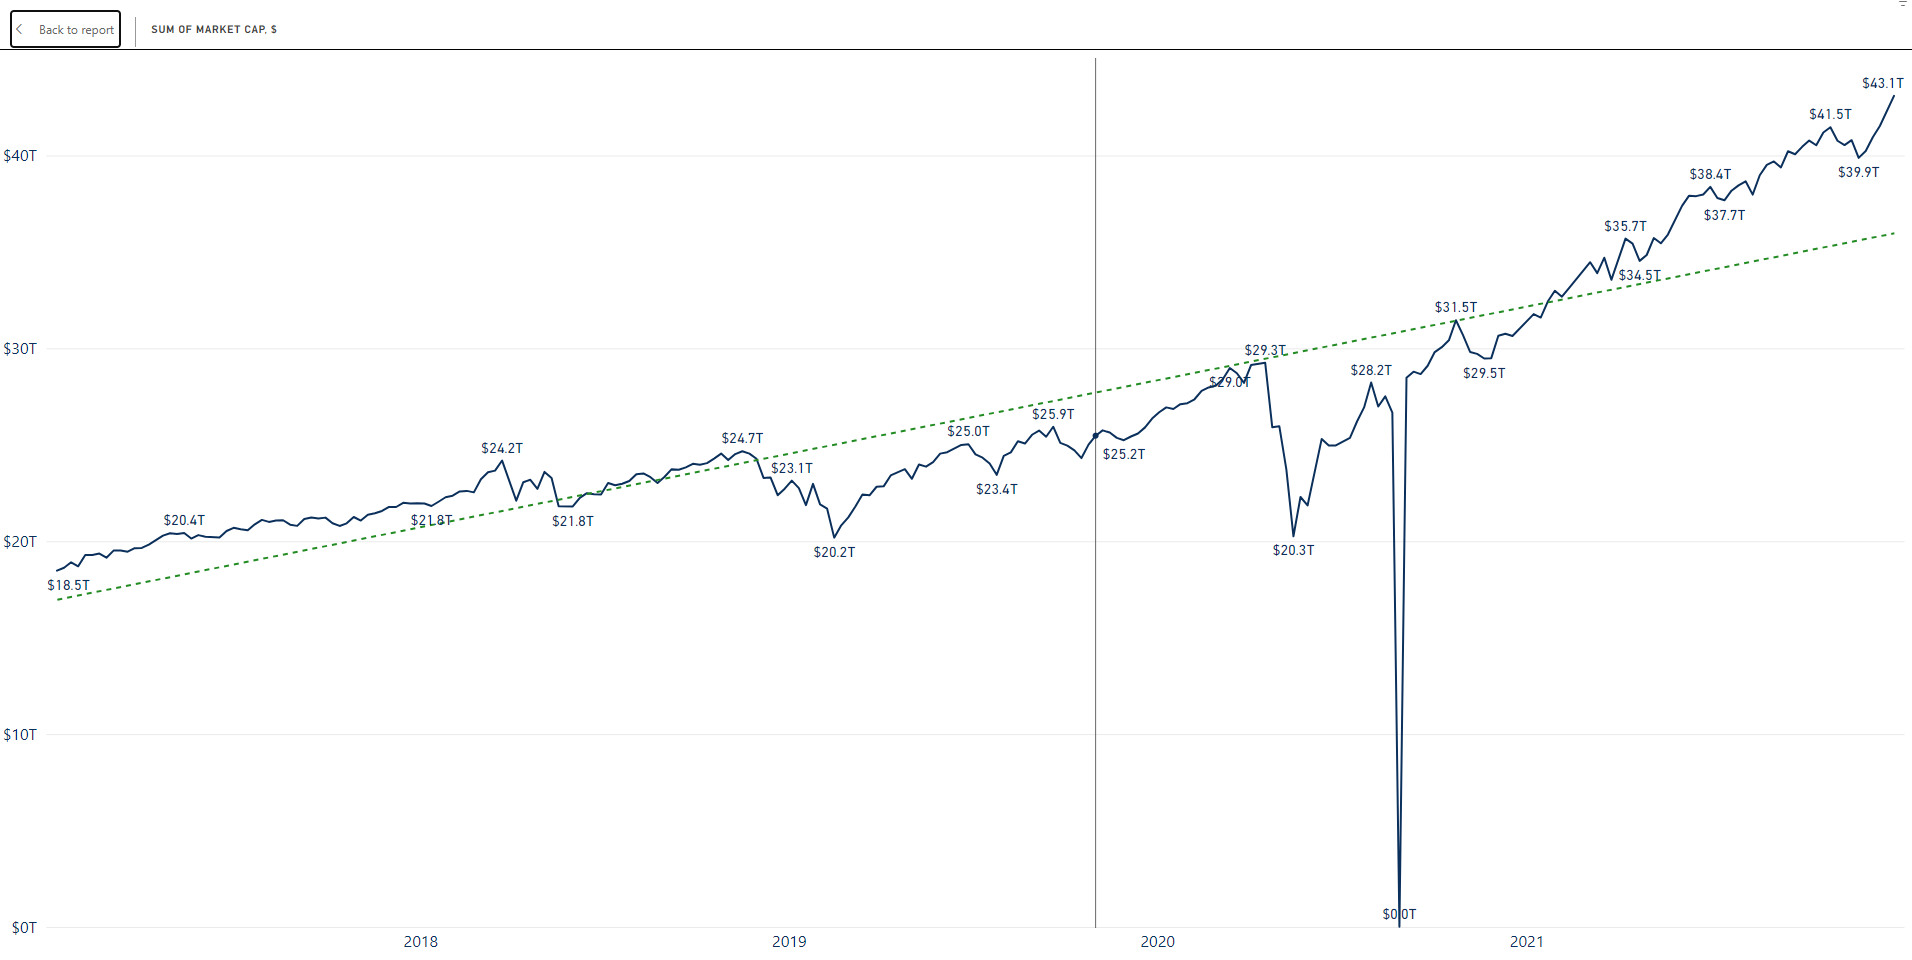 Back to report
SUM OF MARKET CAP, $
$43.1T
$41.5T
$40T
$39.9T
$38.4T
$37.7T
$35.7T
$34.5T
$31.5T
$30T
$29.3T
$29.0T
$28.2T
$29.5T
$25.9T
$25.0T
$24.7T
$24.2T
$25.2T
$23.1T
$23.4T
$20.4T
$21.8T
$21.8T
$20T
$20.2T
$20.3T
$18.5T
$10T
$0.0T
$0T
2018 2019 2020 2021